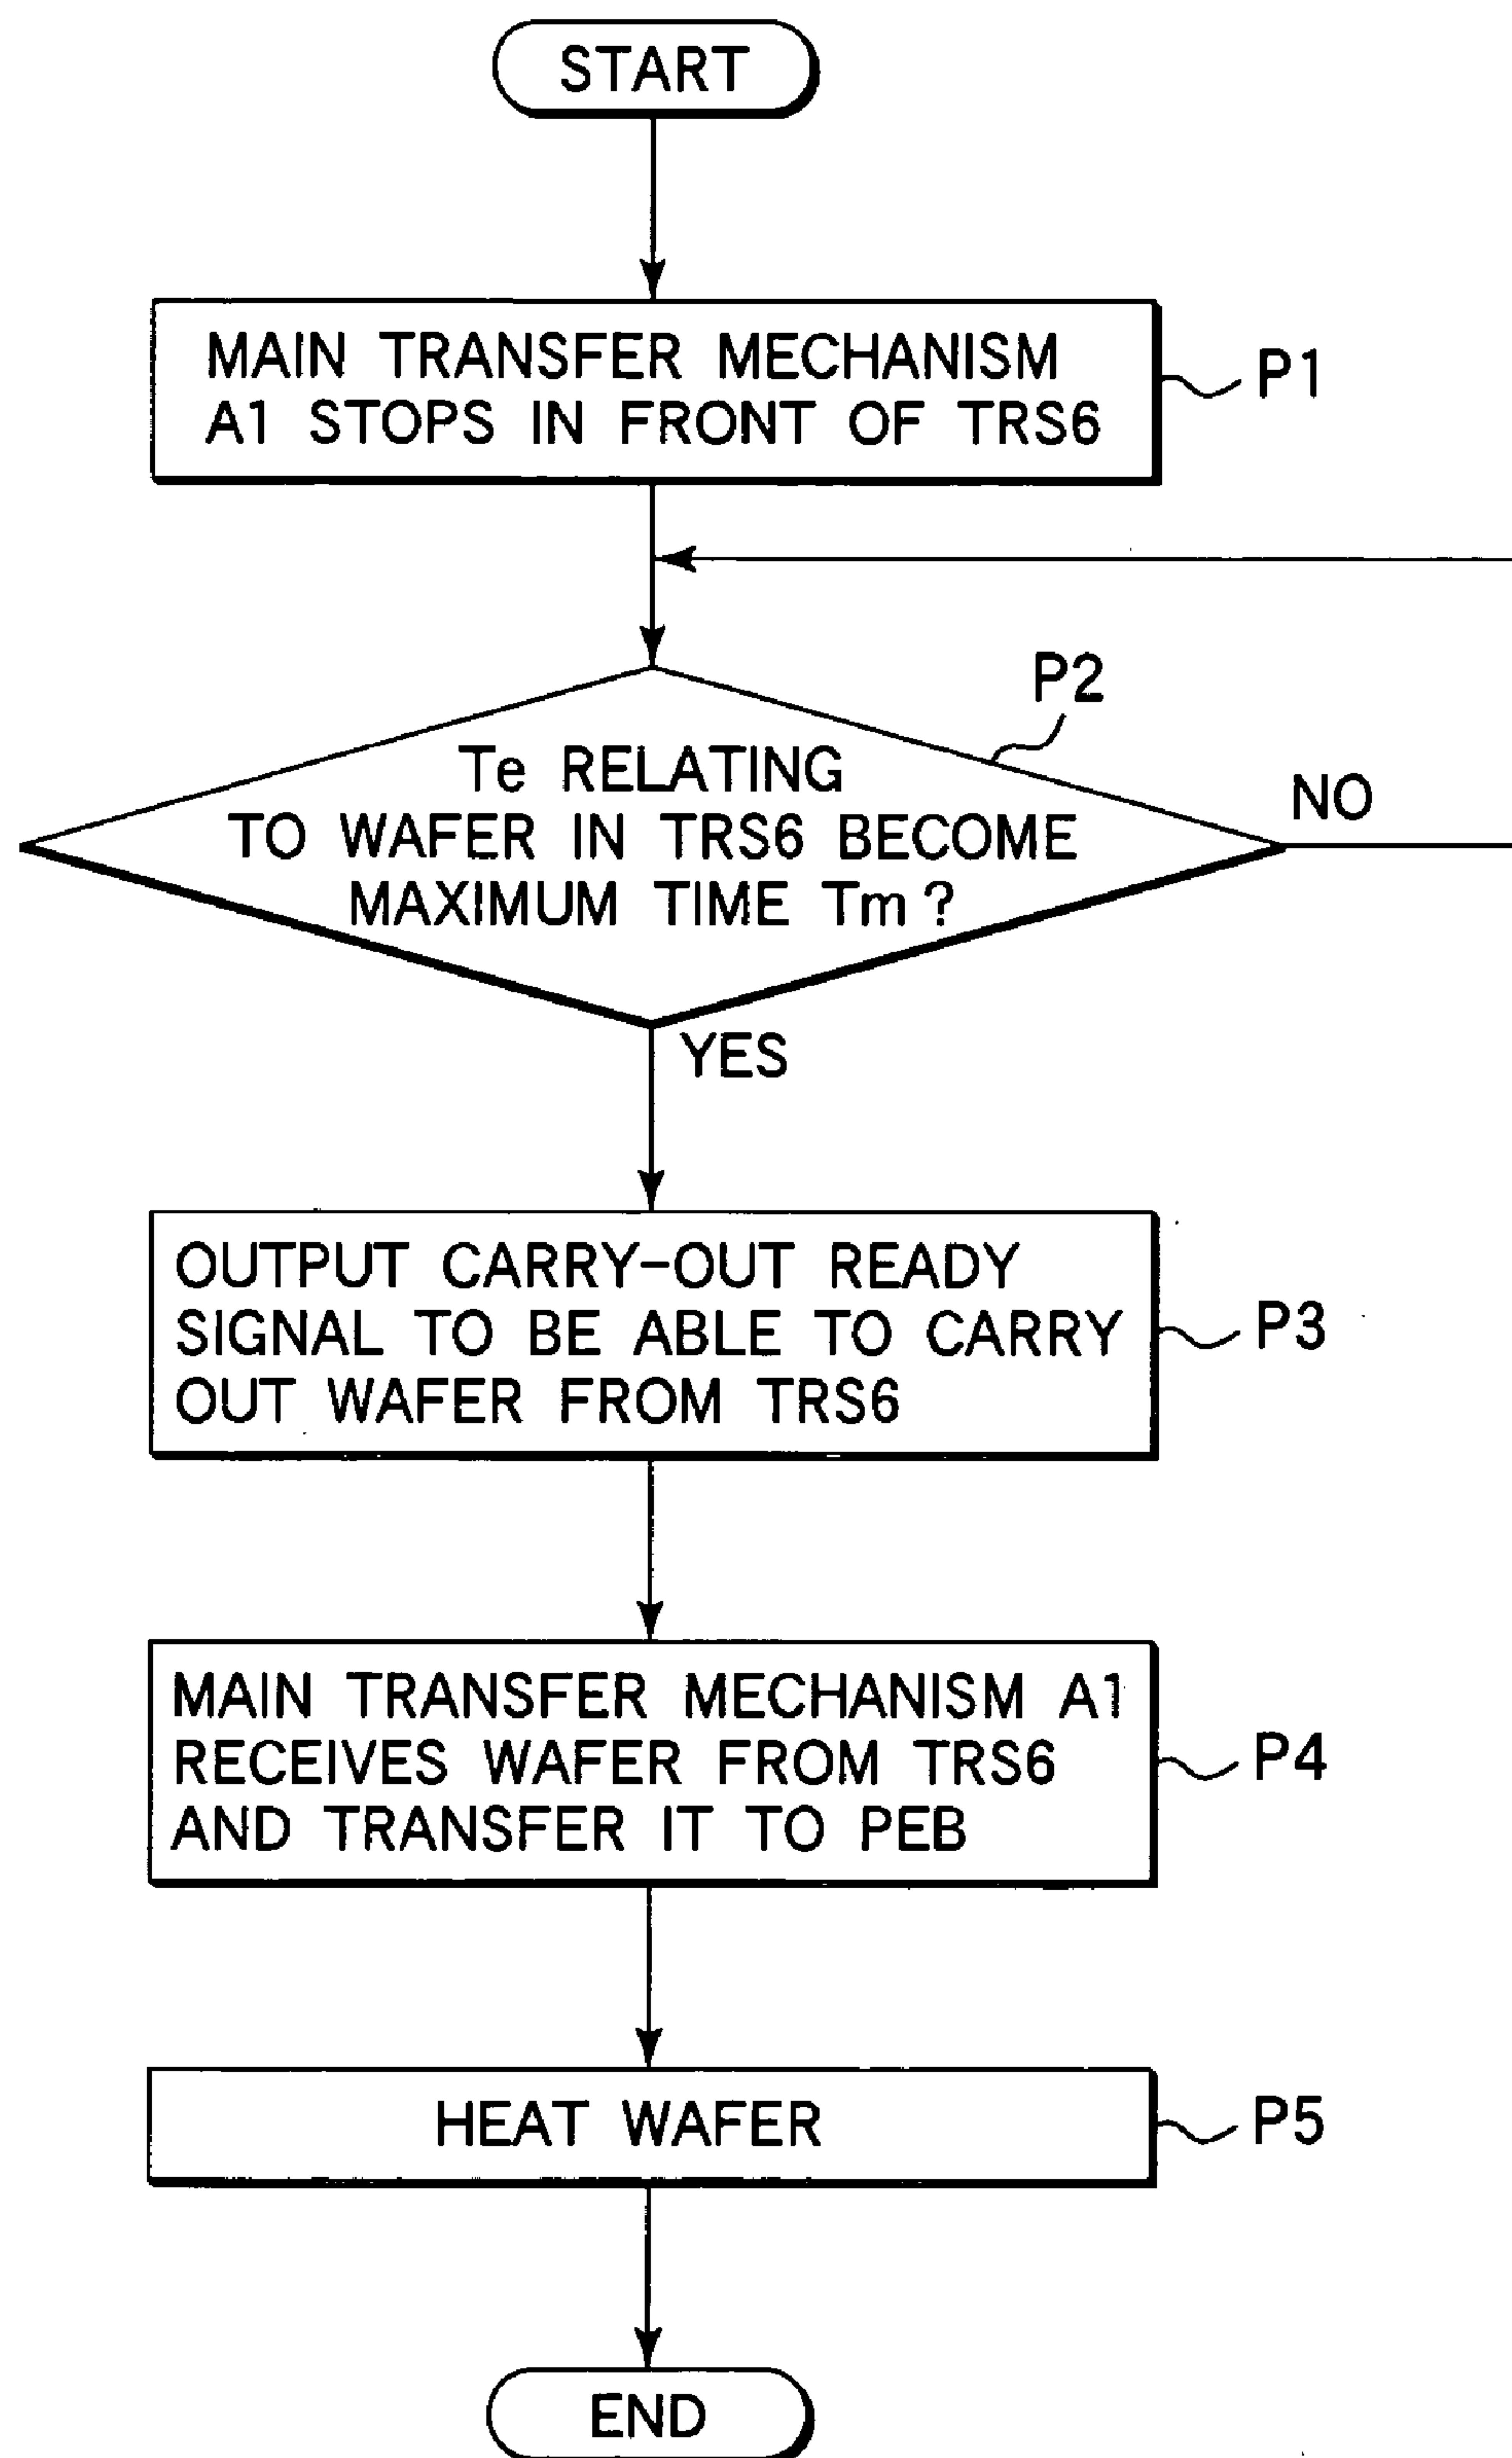 START
MAIN TRANSFER MECHANISM
A1 STOPS IN FRONT OF TRS6
P1
P2
Te RELATING
TO WAFER IN TRS6 BECOME
MAXIMUM TIME Tm?
NO
YES
OUTPUT CARRY-OUT READY
SIGNAL TO BE ABLE TO CARRY
OUT WAFER FROM TRS6
P3
MAIN TRANSFER MECHANISM A1
RECEIVES WAFER FROM TRS6
AND TRANSFER IT TO PEB
P4
HEAT WAFER
P5
END